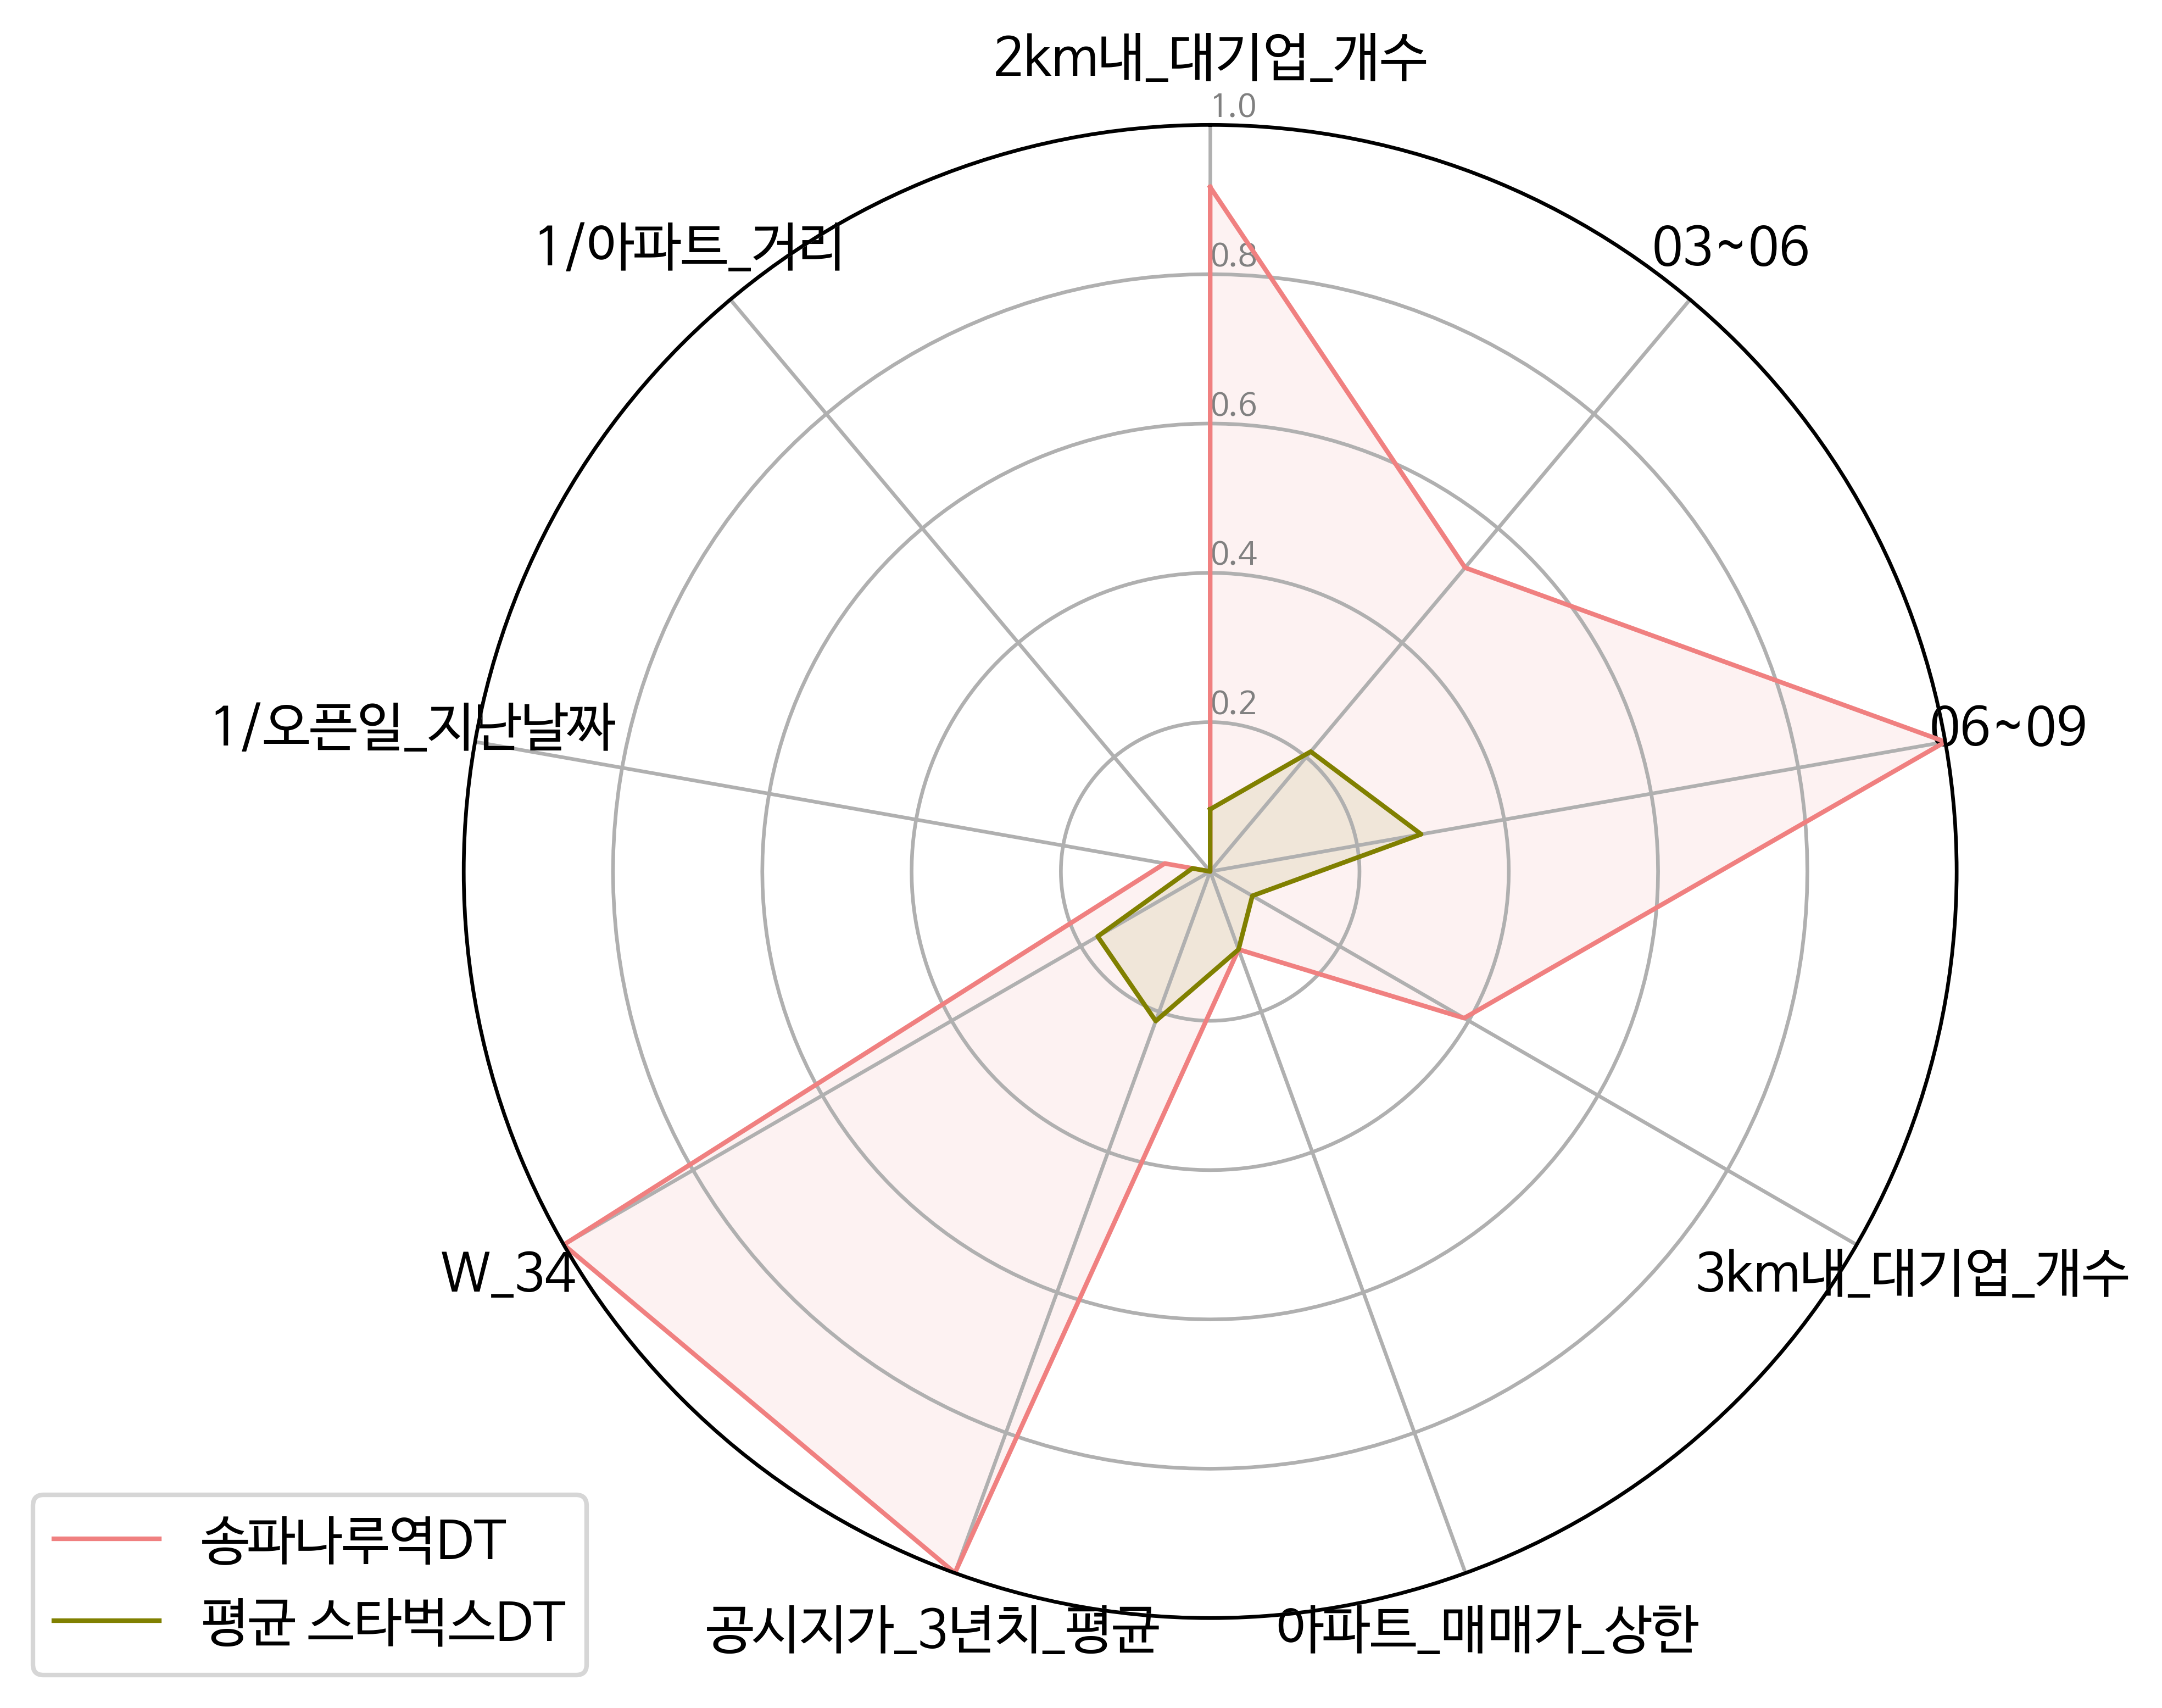 2km내_대기업_개수
1.0
1/아파트_거리
03~06
0.8
0.6
0.4
0.2
1/오픈일_지난날짜
06~09
W_34
3km내_대기업_개수
공시지가_3년치_평균
아파트_매매가_상한
송파나루역DT
평균 스타벅스DT